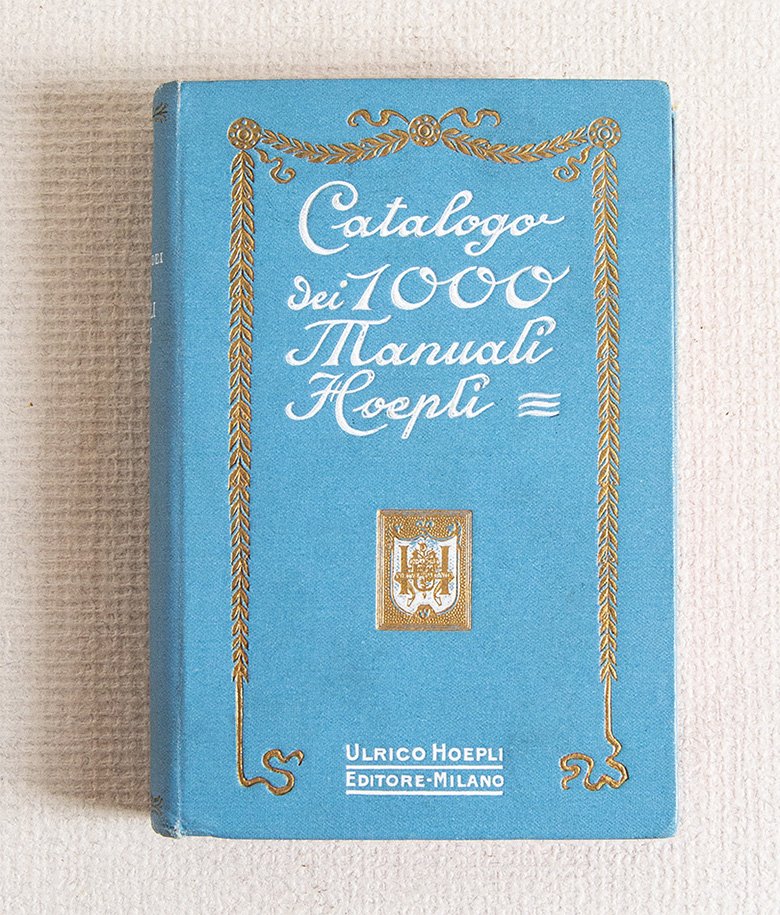 Catalogo
dei 1000
Manuali
Hoepli
ULRICO HOEPLI
EDITORE-MILANO